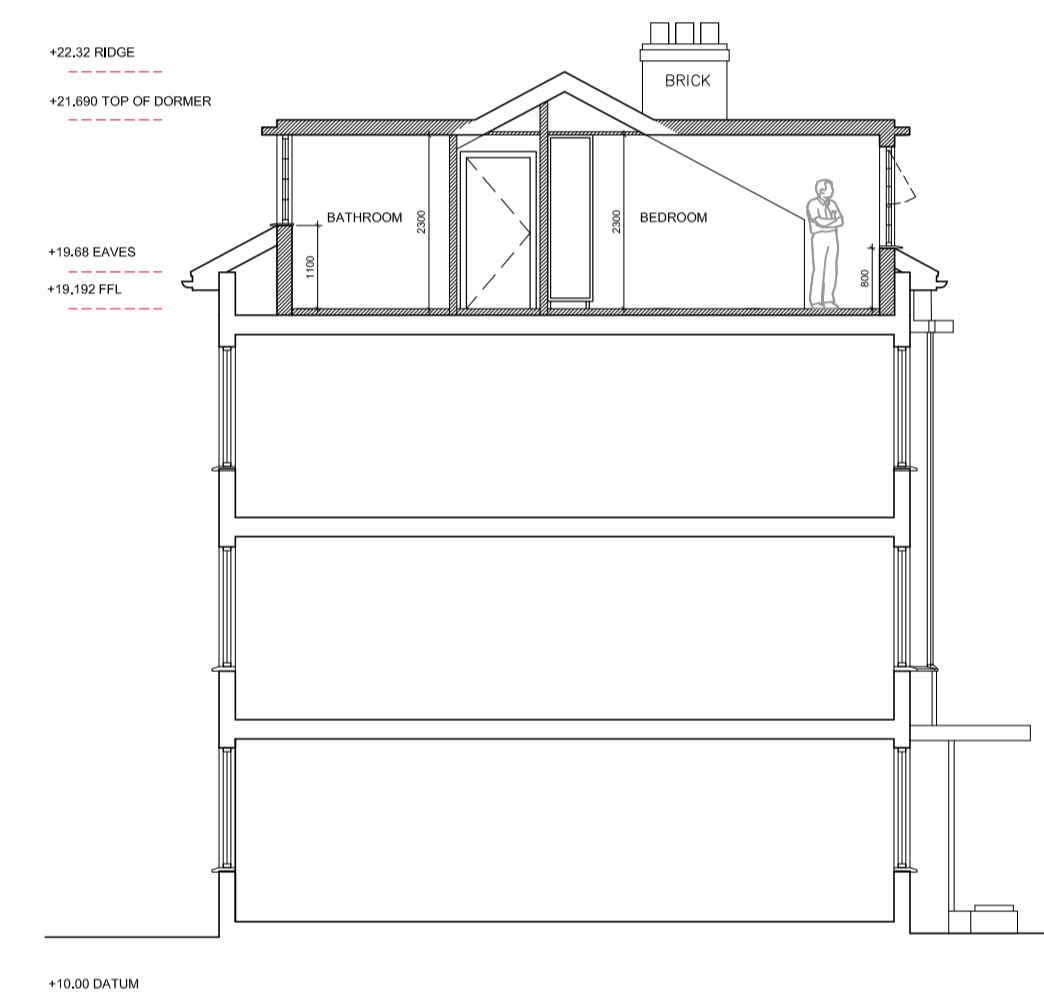 +22.32 RIDGE
BRICK
+21.690 TOP OF DORMER
BATHROOM
2300
2300
BEDROOM
+19.68 EAVES
1100
800
+19.192 FFL
+10.00 DATUM